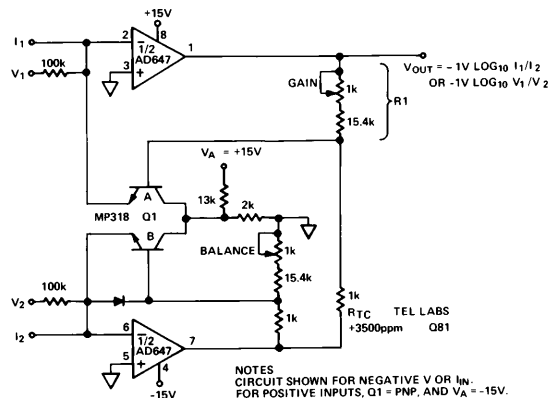 +15V
I1
2
8
1
1/2
AD647
3
V1
100k
VOUT = −1V LOG10 I1/I2
OR -1V LOG10 V1/V2
GAIN
1k
R1
15.4k
VA = +15V
A
13k
2k
MP318 Q1
B
BALANCE
1k
15.4k
1k
RTC
+3500ppm
TEL LABS
Q81
V2
100k
1k
I2
6
7
1/2
AD647
5
4
-15V
NOTES
CIRCUIT SHOWN FOR NEGATIVE V OR IIN.
FOR POSITIVE INPUTS, Q1 = PNP, AND VA = -15V.